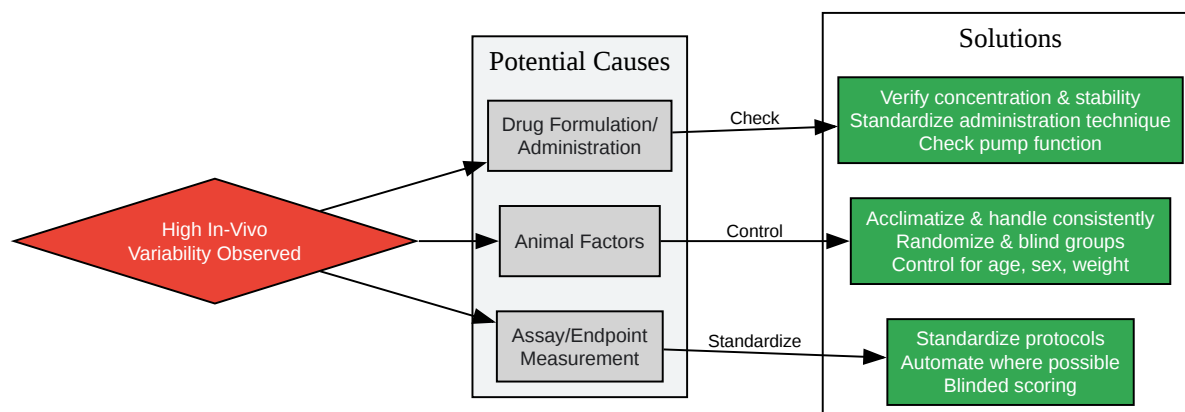 High In-Vivo
Variability Observed
Potential Causes
Drug Formulation/
Administration
Animal Factors
Assay/Endpoint
Measurement
Check
Control
Standardize
Solutions
Verify concentration & stability
Standardize administration technique
Check pump function
Acclimatize & handle consistently
Randomize & blind groups
Control for age, sex, weight
Standardize protocols
Automate where possible
Blinded scoring